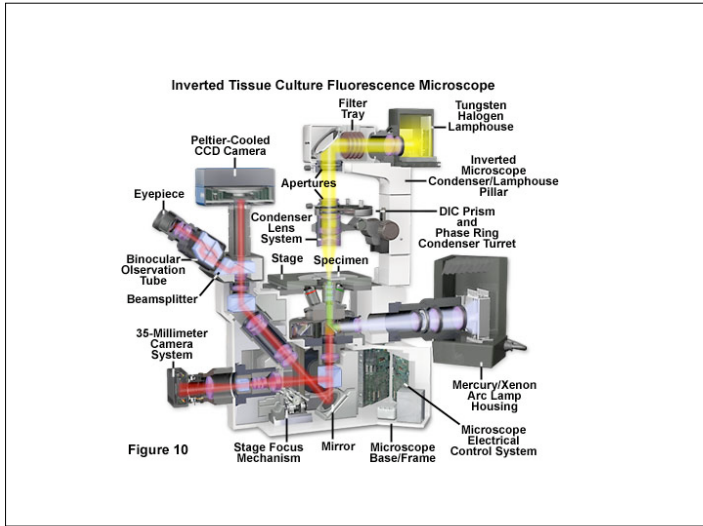 Inverted Tissue Culture Fluorescence Microscope
Filter
Tray
Tungsten
Halogen
Lamphouse
Peltier-Cooled
CCD Camera
Inverted
Microscope
Condenser/Lamphouse
Pillar
Eyepiece
Apertures
Condenser
Lens
System
DIC Prism
and
Phase Ring
Condenser Turret
Stage
Specimen
Binocular
Olservation
Tube
Beamsplitter
35-Millimeter
Camera
System
Mercury/Xenon
Arc Lamp
Housing
Figure 10
Stage Focus
Mechanism
Mirror
Microscope
Base/Frame
Microscope
Electrical
Control System